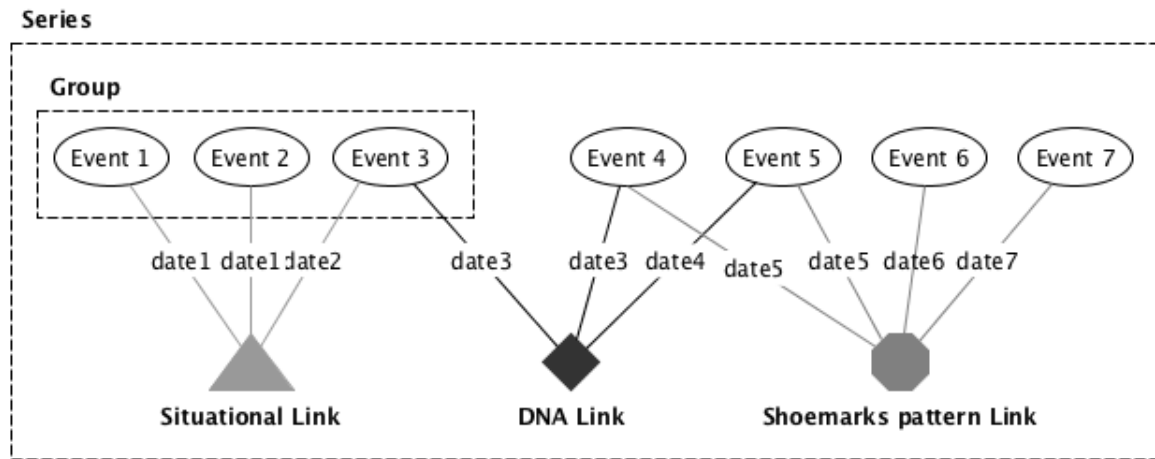 Series
Group
Event 1 Event 2 Event 3 Event 4 Event 5 Event 6 Event 7
date1 date1 date2 date3 date3 date4 date5 date5 date6 date7
Situational Link DNA Link Shoemarks pattern Link